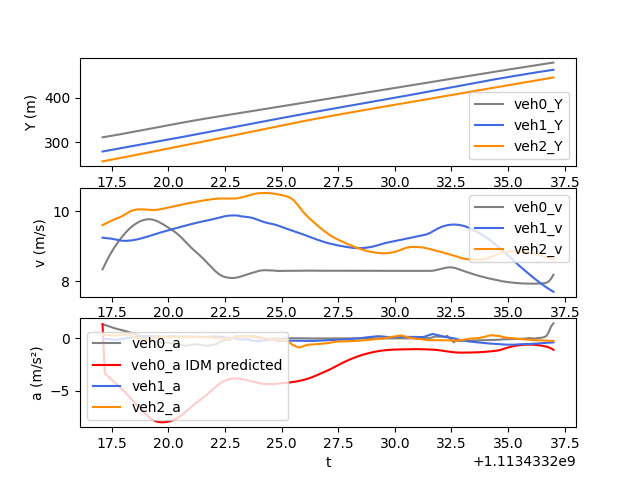 Y (m)
400
300
veh0_Y
veh1_Y
veh2_Y
17.5 20.0 22.5 25.0 27.5 30.0 32.5 35.0 37.5
v (m/s)
10
8
veh0_v
veh1_v
veh2_v
17.5 20.0 22.5 25.0 27.5 30.0 32.5 35.0 37.5
a (m/s²)
0
−5
veh0_a
veh0_a IDM predicted
veh1_a
veh2_a
17.5 20.0 22.5 25.0 27.5 30.0 32.5 35.0 37.5
t
+1.1134332e9